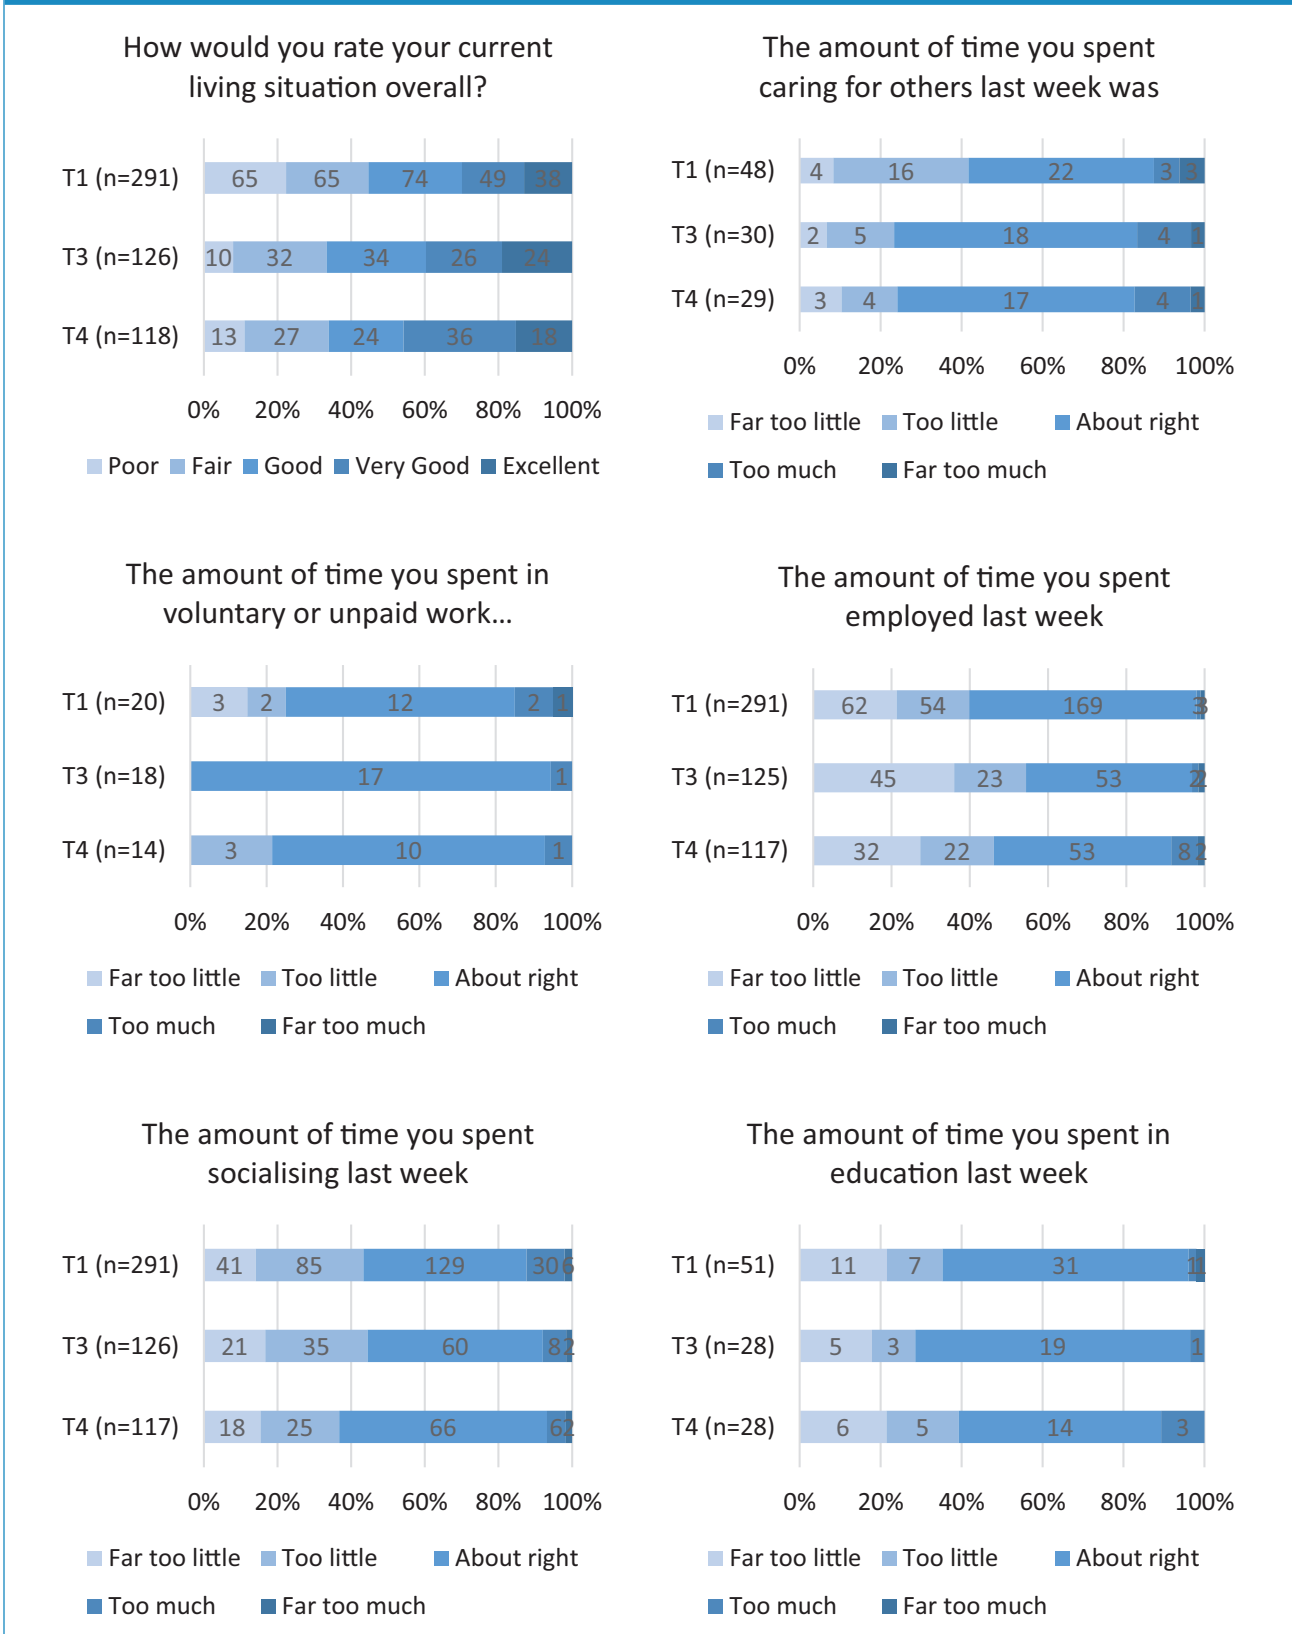 How would you rate your current
living situation overall?
T1 (n=291) 65 65 74 49 38
T3 (n=126) 10 32 34 26 24
T4 (n=118) 13 27 24 36 18
0% 20% 40% 60% 80% 100%
Poor Fair Good Very Good Excellent
The amount of time you spent
caring for others last week was
T1 (n=48) 4 16 22 3 3
T3 (n=30) 2 5 18 4 1
T4 (n=29) 3 4 17 4 1
0% 20% 40% 60% 80% 100%
Far too little Too little About right
Too much Far too much
The amount of time you spent in
voluntary or unpaid work...
T1 (n=20) 3 2 12 2 1
T3 (n=18) 17 1
T4 (n=14) 3 10 1
0% 20% 40% 60% 80% 100%
Far too little Too little About right
Too much Far too much
The amount of time you spent
employed last week
T1 (n=291) 62 54 169 3 3
T3 (n=125) 45 23 53 2 2
T4 (n=117) 32 22 53 8 2
0% 20% 40% 60% 80% 100%
Far too little Too little About right
Too much Far too much
The amount of time you spent
socialising last week
T1 (n=291) 41 85 129 30 6
T3 (n=126) 21 35 60 8 2
T4 (n=117) 18 25 66 6 2
0% 20% 40% 60% 80% 100%
Far too little Too little About right
Too much Far too much
The amount of time you spent in
education last week
T1 (n=51) 11 7 31 1 1
T3 (n=28) 5 3 19 1
T4 (n=28) 6 5 14 3
0% 20% 40% 60% 80% 100%
Far too little Too little About right
Too much Far too much